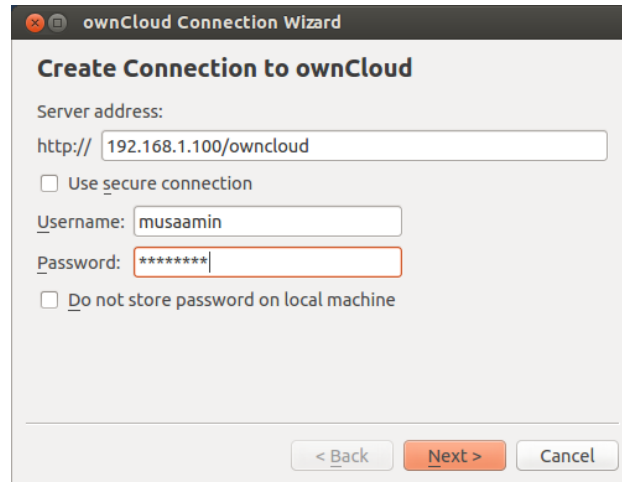 ownCloud Connection Wizard
Create Connection to ownCloud
Server address:
http:// 192.168.1.100/owncloud
Use secure connection
Username: musaamin
Password: ********
Do not store password on local machine
< Back Next > Cancel